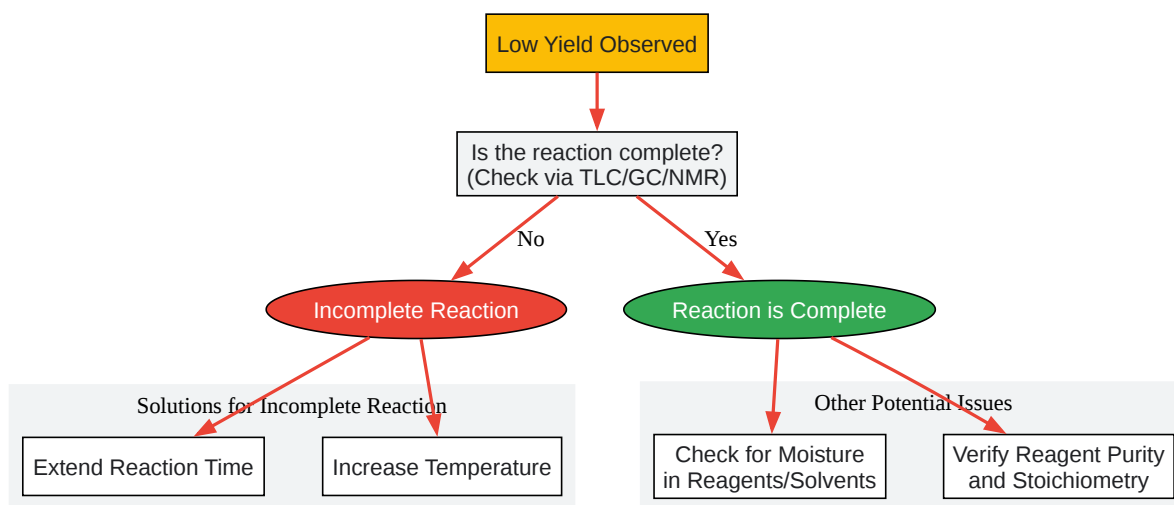 Low Yield Observed
Is the reaction complete?
(Check via TLC/GC/NMR)
No
Yes
Incomplete Reaction
Reaction is Complete
Solutions for Incomplete Reaction
Other Potential Issues
Extend Reaction Time
Increase Temperature
Check for Moisture
in Reagents/Solvents
Verify Reagent Purity
and Stoichiometry